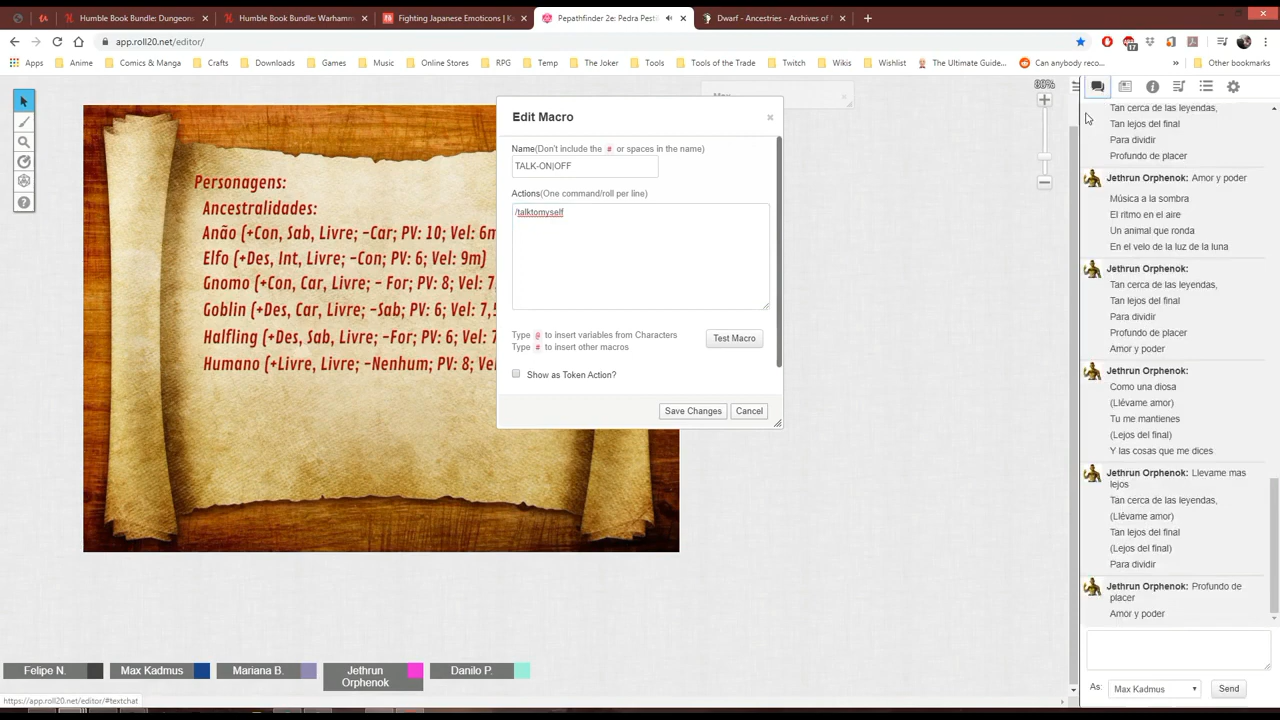 Humble Book Bundle: Dungeons
Humble Book Bundle: Warhamm
Fighting Japanese Emoticons | Ka
Pepathfinder 2e: Pedra Pesti
Dwarf - Ancestries - Archives of
app.roll20.net/editor/
17
Apps
Anime
Comics & Manga
Crafts
Downloads
Games
Music
Online Stores
RPG
Temp
The Joker
Tools
Tools of the Trade
Twitch
Wikis
Wishlist
The Ultimate Guide...
Can anybody reco...
»
Other bookmarks
80%
Personagens:
Ancestralidades:
Anão (+Con, Sab, Livre; -Car; PV: 10; Vel: 6m
Elfo (+Des, Int, Livre; -Con; PV: 6; Vel: 9m)
Gnomo (+Con, Car, Livre; - For; PV: 8; Vel: 7,
Goblin (+Des, Car, Livre; -Sab; PV: 6; Vel: 7,5
Halfling (+Des, Sab, Livre; -For; PV: 6; Vel: 7
Humano (+Livre, Livre; -Nenhum; PV: 8; Vel
Edit Macro
×
Name(Don't include the # or spaces in the name)
TALK-ON|OFF
Actions(One command/roll per line)
/talktomyself
Type @ to insert variables from Characters
Type # to insert other macros
Test Macro
Show as Token Action?
Save Changes
Cancel
Tan cerca de las leyendas,
Tan lejos del final
Para dividir
Profundo de placer
Jethrun Orphenok: Amor y poder
Música a la sombra
El ritmo en el aire
Un animal que ronda
En el velo de la luz de la luna
Jethrun Orphenok:
Tan cerca de las leyendas,
Tan lejos del final
Para dividir
Profundo de placer
Amor y poder
Jethrun Orphenok:
Como una diosa
(Llévame amor)
Tu me mantienes
(Lejos del final)
Y las cosas que me dices
Jethrun Orphenok: Llevame mas
lejos
Tan cerca de las leyendas,
(Llévame amor)
Tan lejos del final
(Lejos del final)
Para dividir
Jethrun Orphenok: Profundo de
placer
Amor y poder
As:
Max Kadmus
Send
Felipe N.
Max Kadmus
Mariana B.
Jethrun
Orphenok
Danilo P.
https://app.roll20.net/editor/#textchat